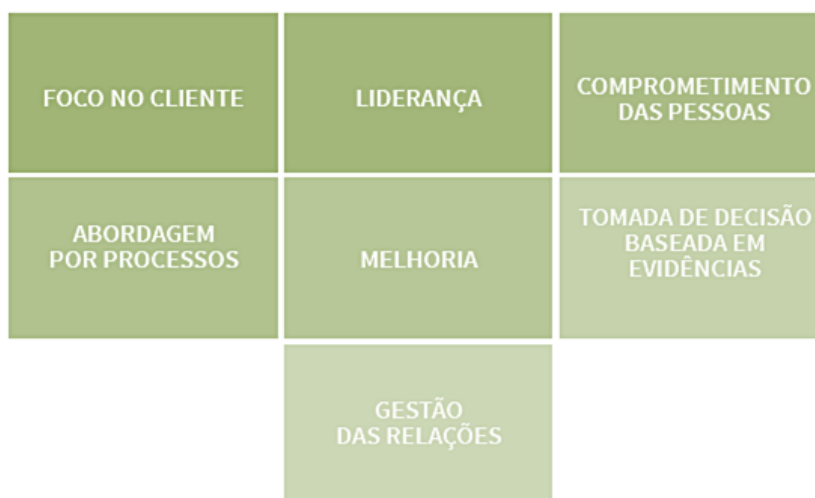 FOCO NO CLIENTE
LIDERANÇA
COMPROMETIMENTO
DAS PESSOAS
ABORDAGEM
POR PROCESSOS
MELHORIA
TOMADA DE DECISÃO
BASEADA EM
EVIDÊNCIAS
GESTÃO
DAS RELAÇÕES